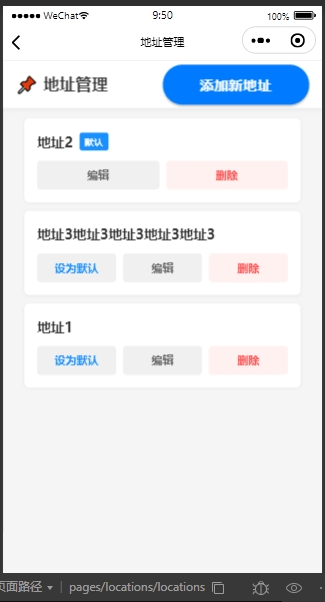 WeChat 9:50 100%
地址管理
地址管理 添加新地址
地址2 默认
编辑 删除
地址3地址3地址3地址3地址3
设为默认 编辑 删除
地址1
设为默认 编辑 删除
页面路径 pages/locations/locations